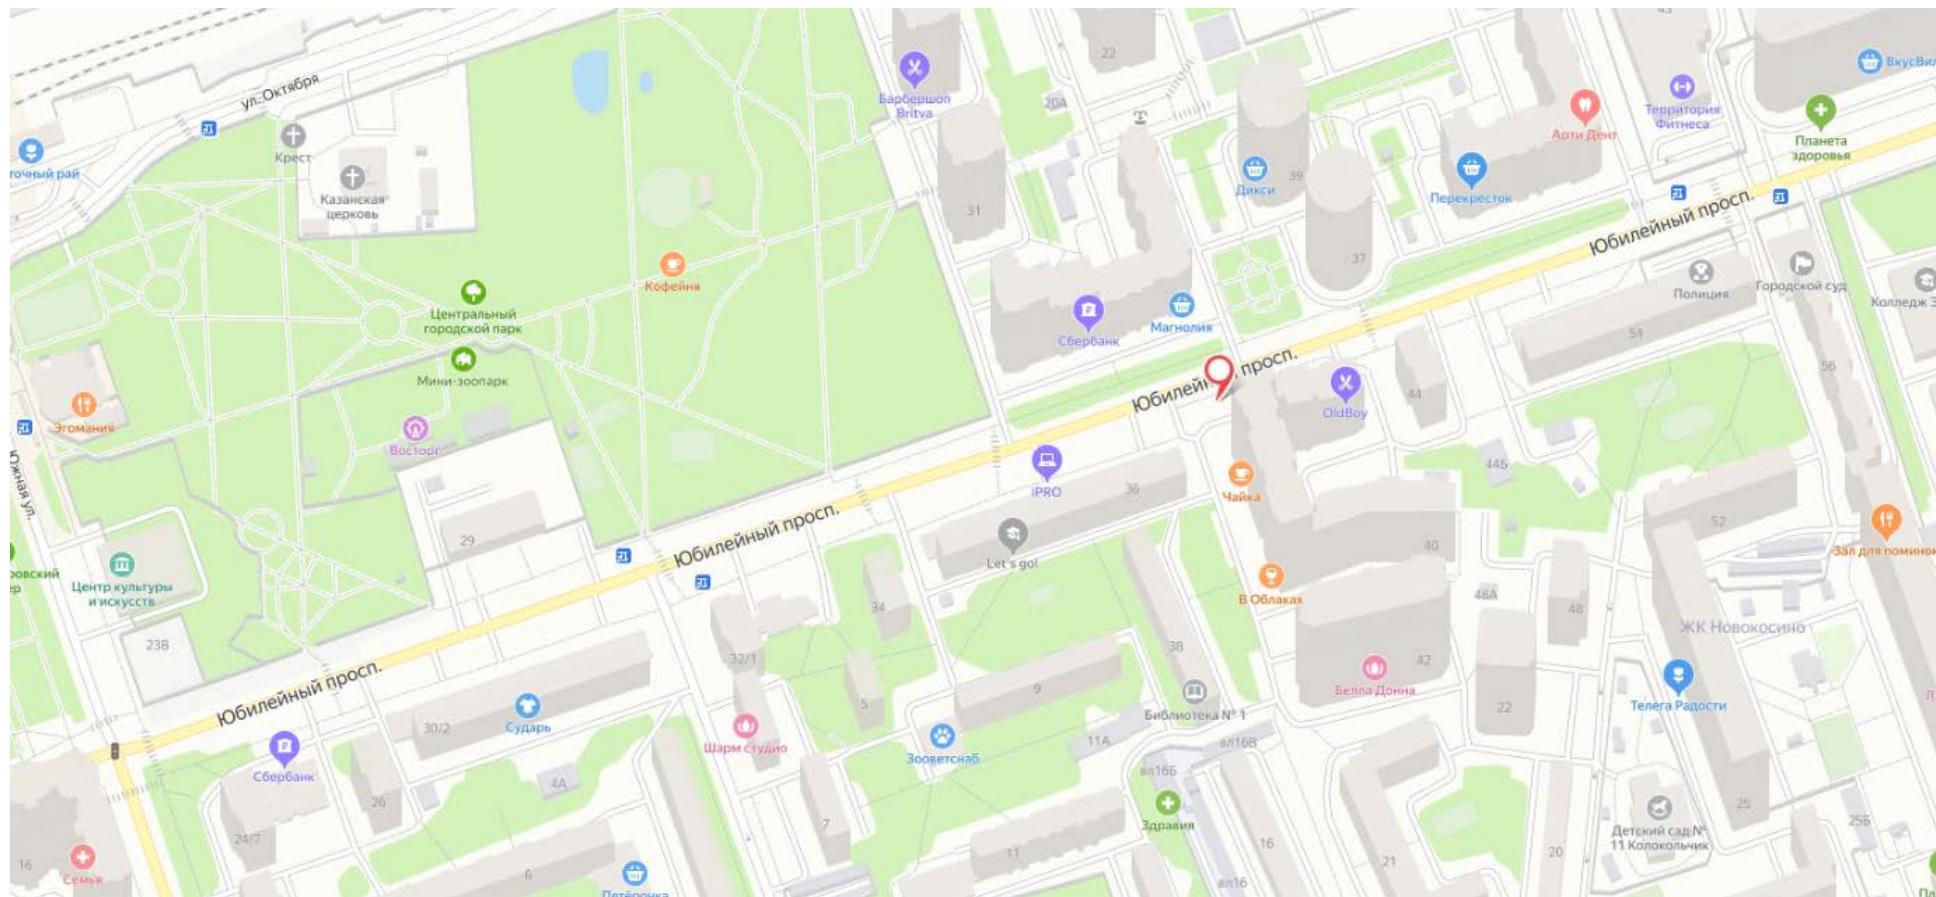 ул. Октября
22
43
ВкусВил
Барбершоп
Britva
20А
Арти Дент
Территория
Фитнеса
Планета
здоровья
Крест
точный рай
Казанская
церковь
Дикси
39
Перекресток
31
Юбилейный просп.
37
Кофейня
Полиция
Городской суд
Колледж
Центральный
городской парк
Магнолия
Сбербанк
54
56
Мини-зоопарк
Юбилейный просп.
44
OldBoy
Эгомания
Восторг
Южная ул.
44Б
iPRO
36
Чайка
Юбилейный просп.
52
29
Let's go!
40
Зал для поминок
Центр культуры
и искусств
В Облаках
48А
48
34
23В
32/1
38
ЖК Новокосино
42
Белла Донна
Юбилейный просп.
9
5
Библиотека № 1
22
Телега Радости
30/2
Сударь
Шарм студио
11А
вл16В
Зооветснаб
Сбербанк
вл16Б
4А
26
Здравия
25
25Б
24/7
7
Детский сад №
11 Колокольчик
16
Семья
6
11
16
21
20
вл16
Пятёрочка